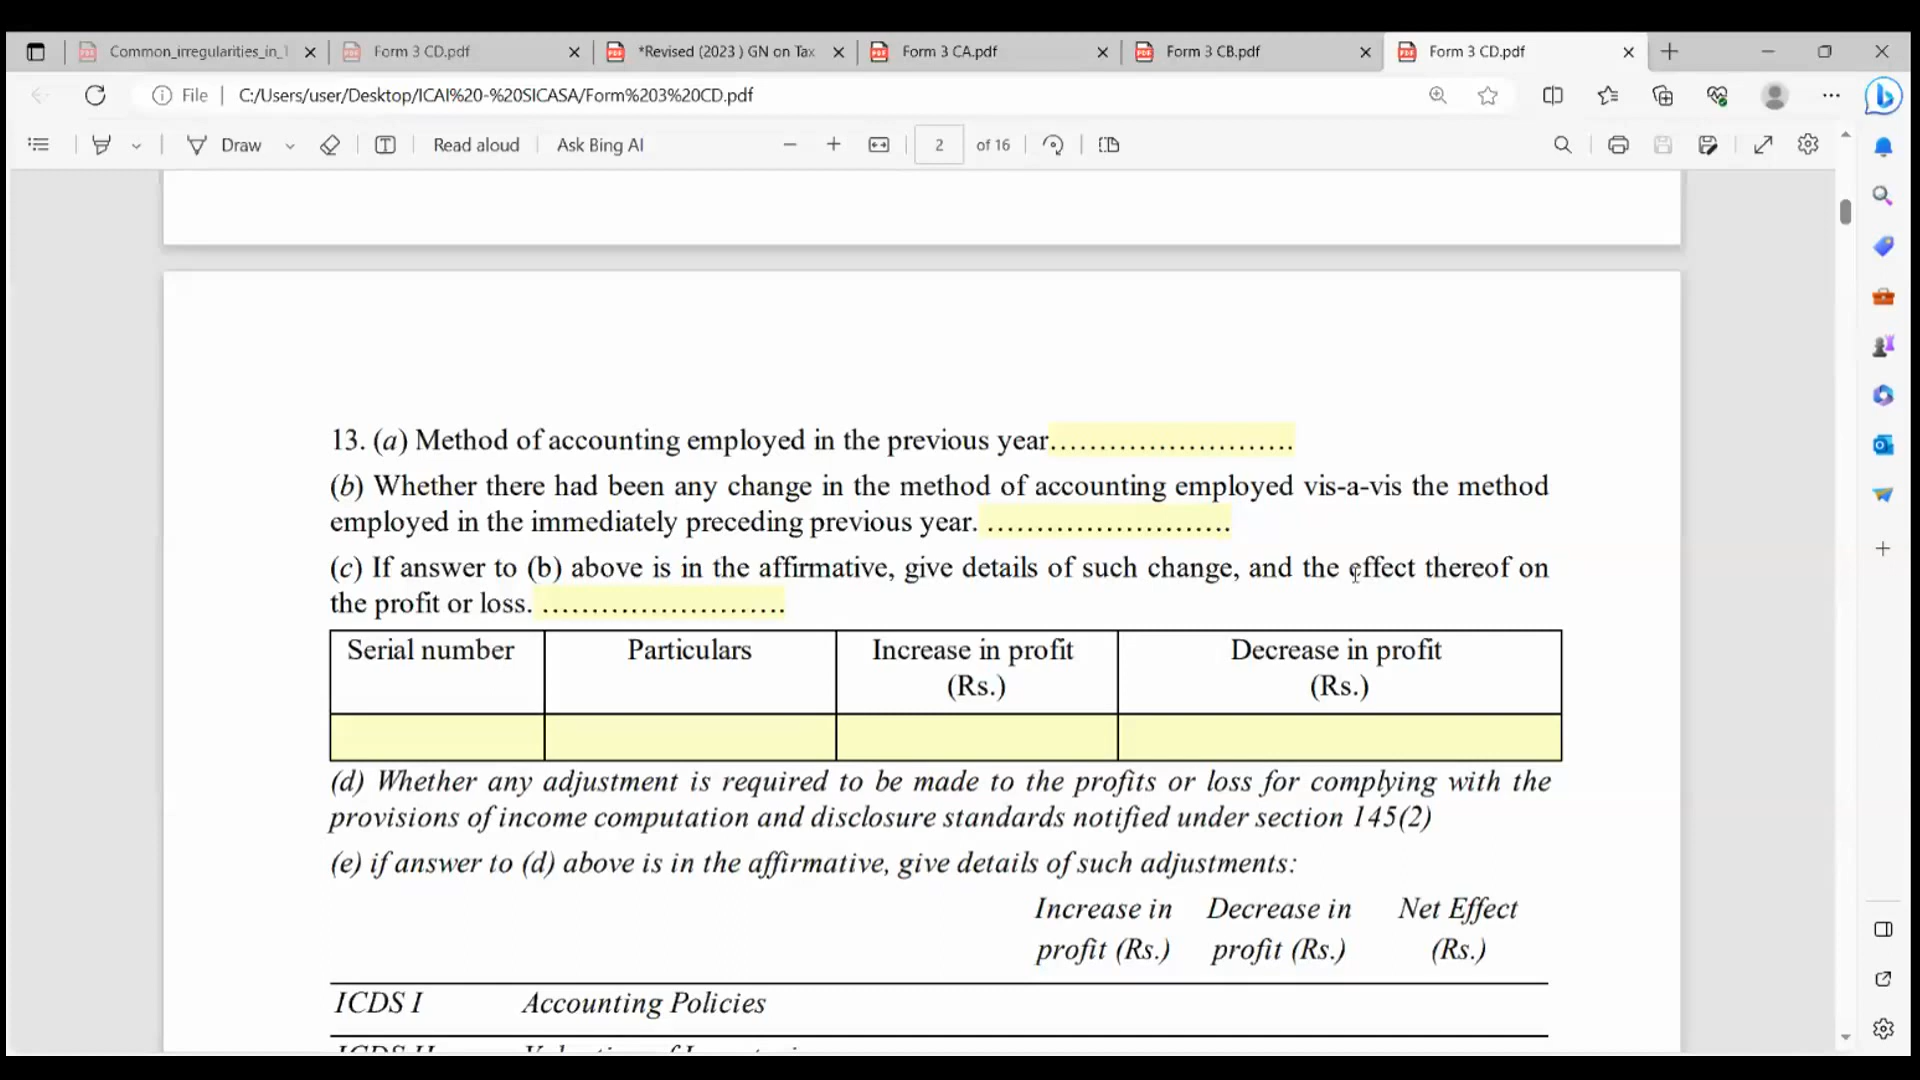 Common_irregularities_in_
Form 3 CD.pdf
*Revised (2023 ) GN on Tax
Form 3 CA.pdf
Form 3 CB.pdf
Form 3 CD.pdf
File
C:/Users/user/Desktop/ICAI%20-%20SICASA/Form%203%20CD.pdf
Draw
Read aloud
Ask Bing AI
2 of 16
13. (a) Method of accounting employed in the previous year……………………
(b) Whether there had been any change in the method of accounting employed vis-a-vis the method
employed in the immediately preceding previous year. ……………………
(c) If answer to (b) above is in the affirmative, give details of such change, and the effect thereof on
the profit or loss. ……………………
Serial number Particulars Increase in profit Decrease in profit
(Rs.) (Rs.)
(d) Whether any adjustment is required to be made to the profits or loss for complying with the
provisions of income computation and disclosure standards notified under section 145(2)
(e) if answer to (d) above is in the affirmative, give details of such adjustments:
Increase in Decrease in Net Effect
profit (Rs.) profit (Rs.) (Rs.)
ICDS I Accounting Policies